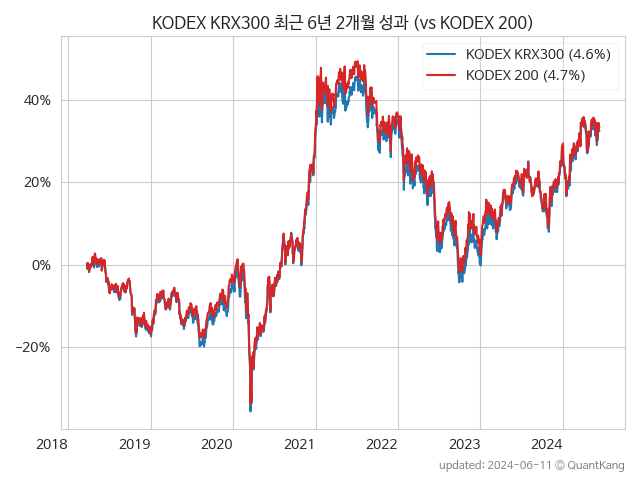 KODEX KRX300 최근 6년 2개월 성과 (vs KODEX 200)
KODEX KRX300 (4.6%)
KODEX 200 (4.7%)
40%
20%
0%
−20%
2018 2019 2020 2021 2022 2023 2024
updated: 2024-06-11 © QuantKang